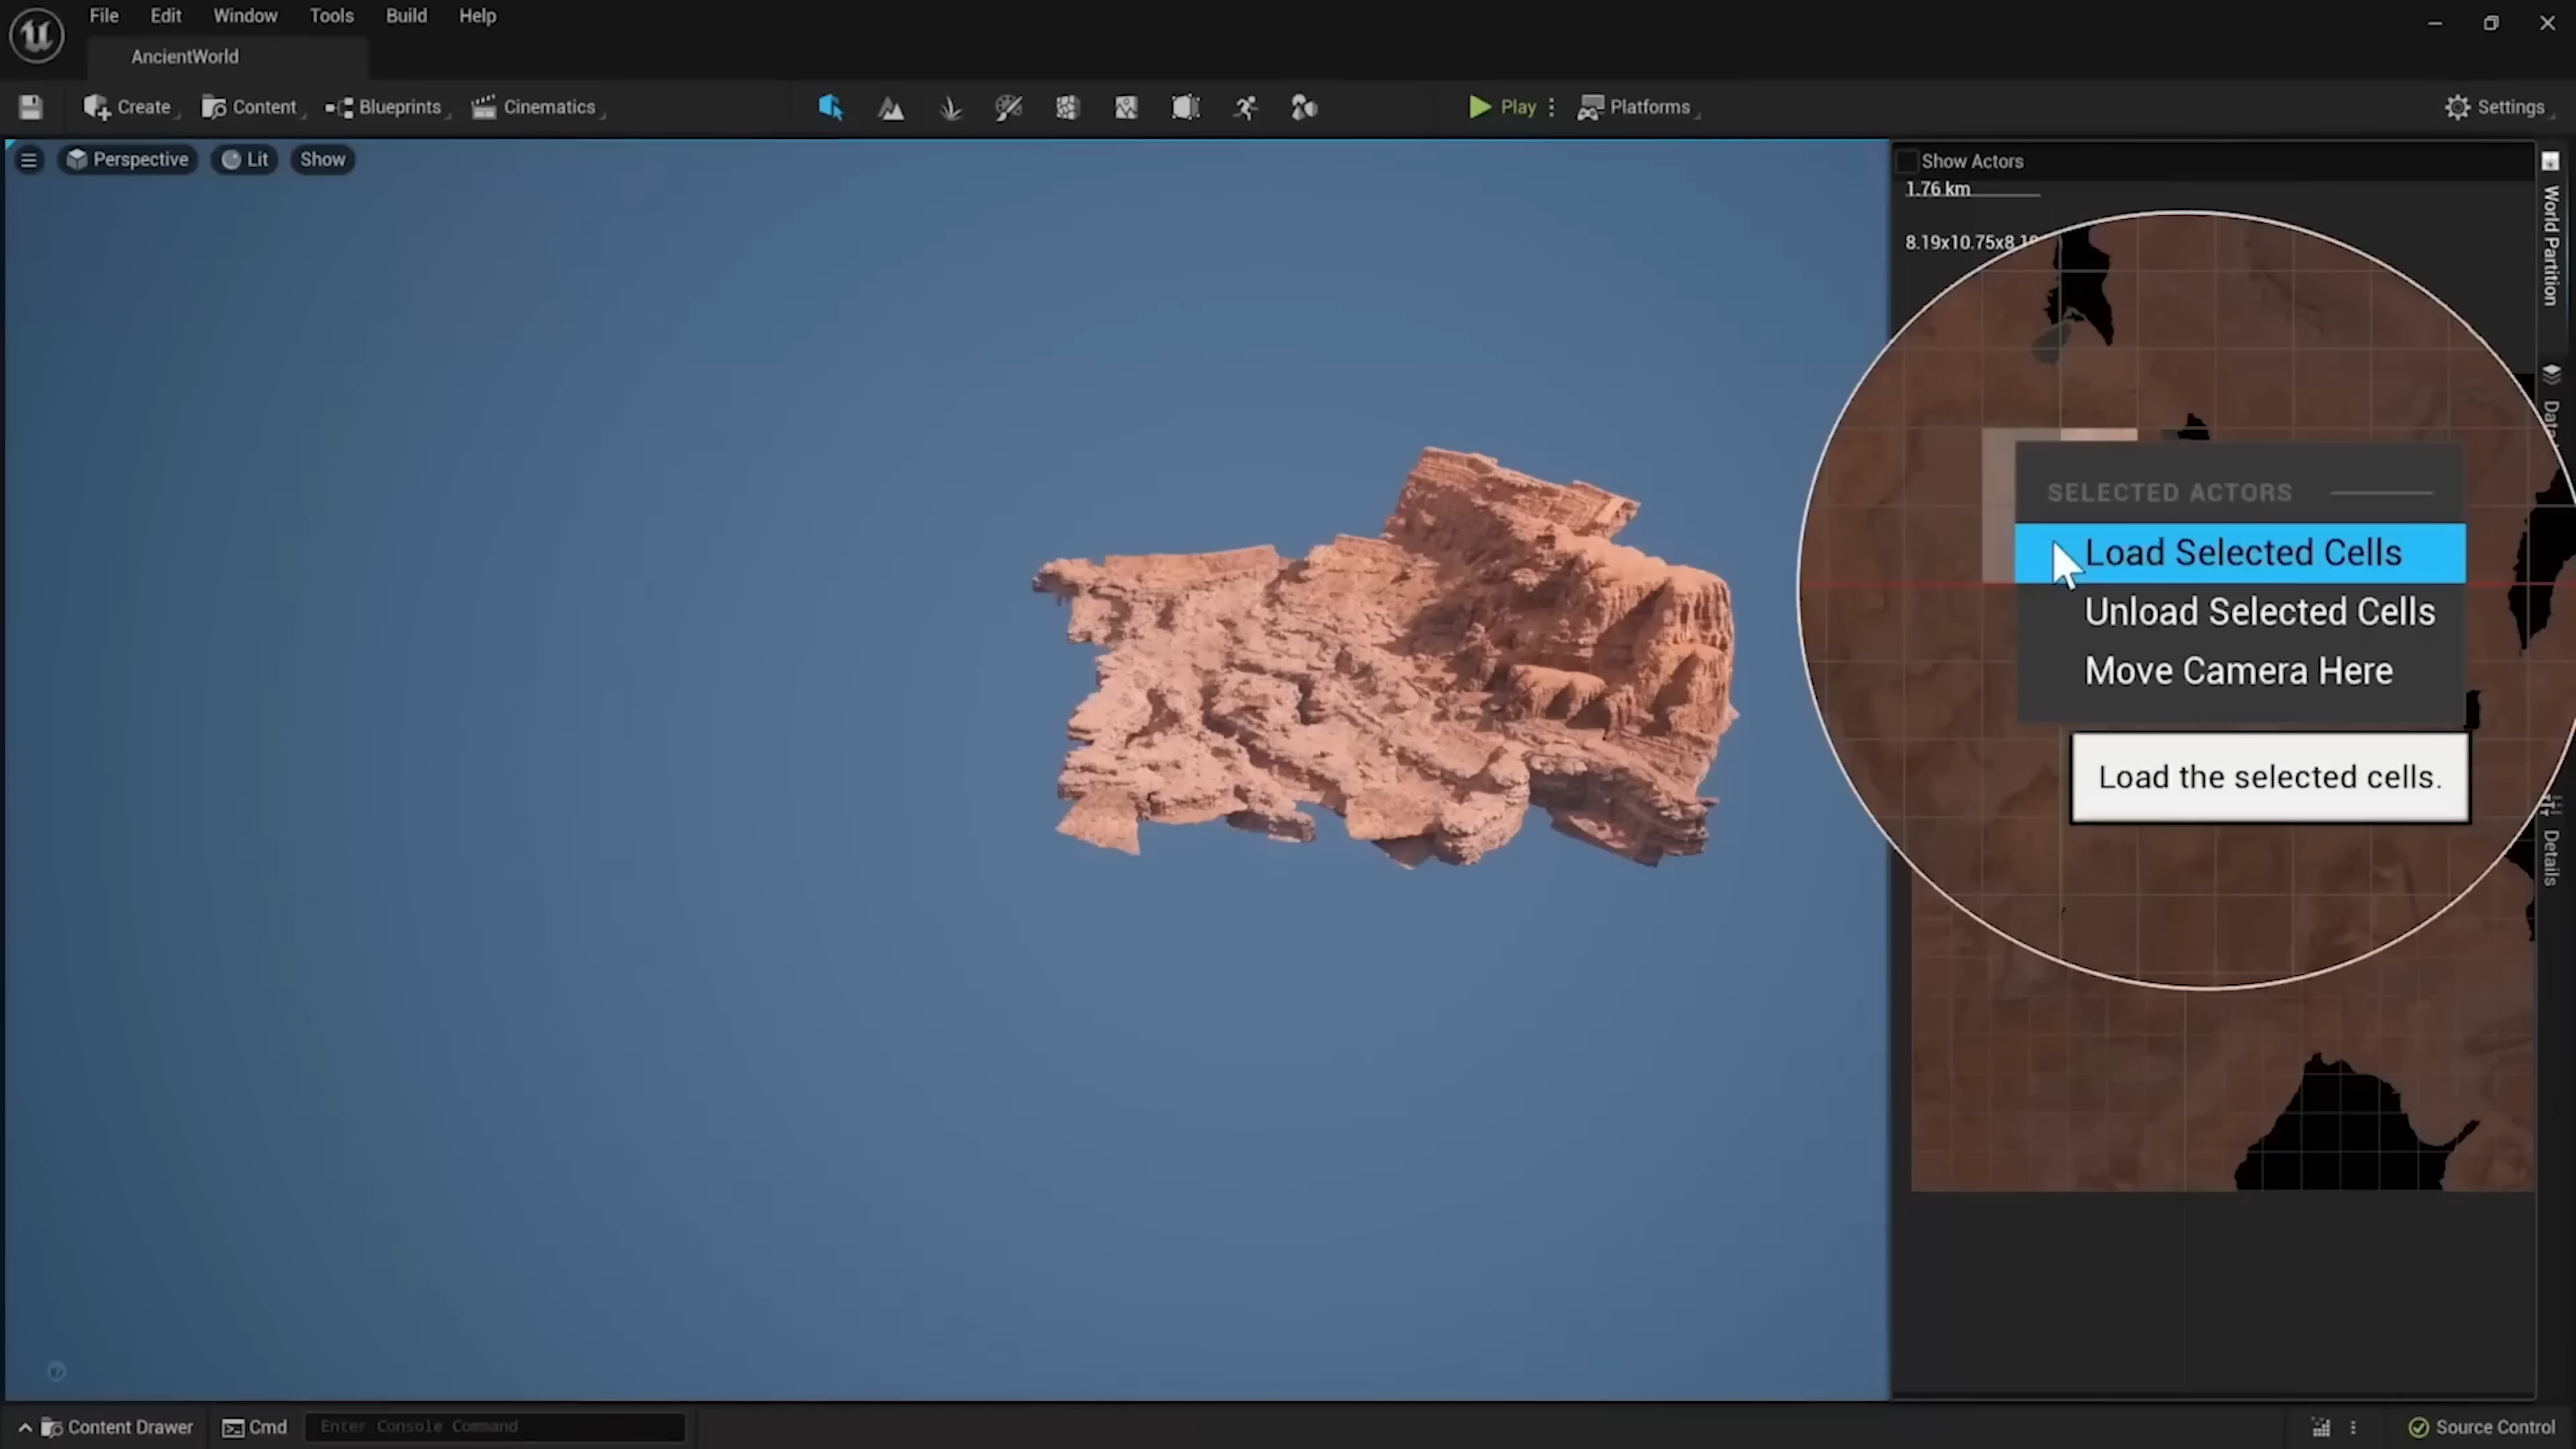 File Edit Window Tools Build Help
AncientWorld
Create Content Blueprints Cinematics Play Platforms Settings
Perspective Lit Show
Show Actors
1.76 km
World Partition
SELECTED ACTORS
Load Selected Cells
Unload Selected Cells
Move Camera Here
Load the selected cells.
Details
Content Drawer Cmd Enter Console Command Source Control